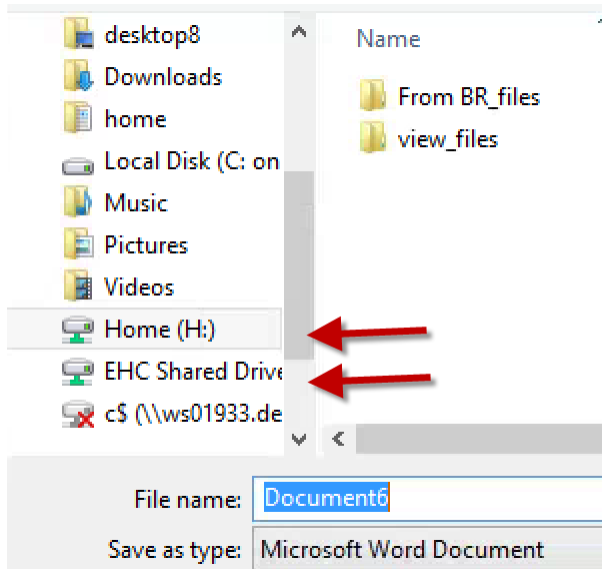 desktop8
Downloads
home
Local Disk (C: on
Music
Pictures
Videos
Home (H:)
EHC Shared Drive
c$ (\\ws01933.de
Name
From BR_files
view_files
File name: Document6
Save as type: Microsoft Word Document